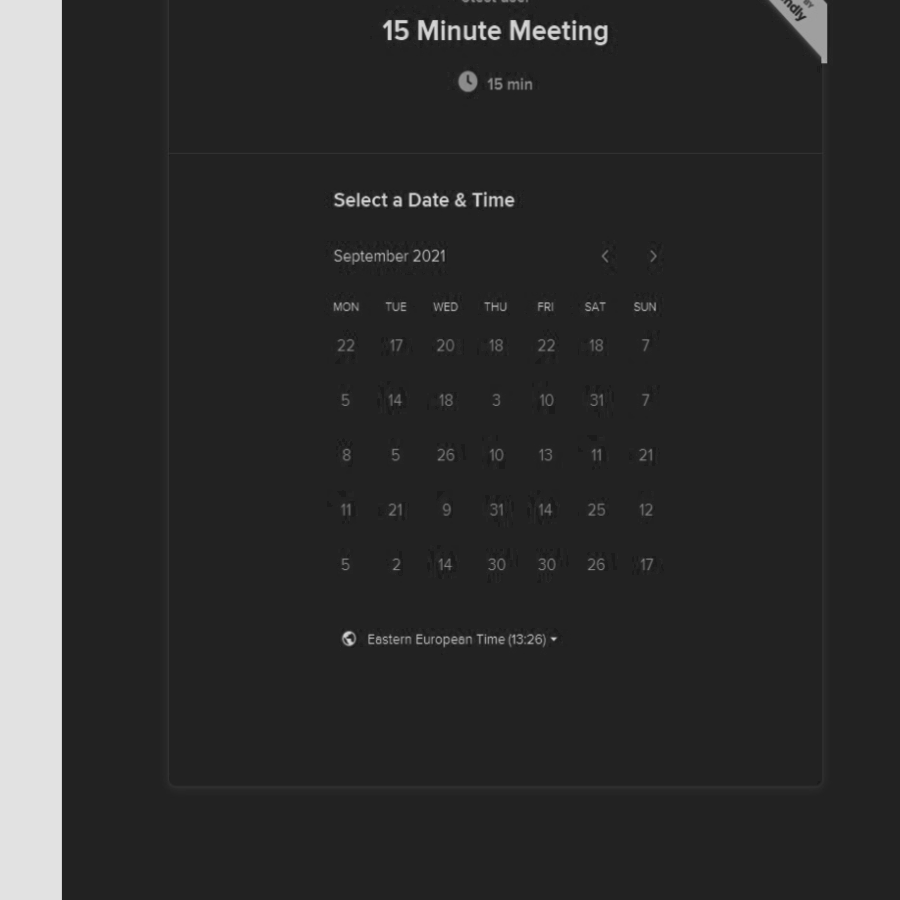 15 Minute Meeting
15 min
Select a Date & Time
September 2021
MON TUE WED THU FRI SAT SUN
22 17 20 18 22 18 7
5 14 18 3 10 31 7
8 5 26 10 13 11 21
11 21 9 31 14 25 12
5 2 14 30 30 26 17
Eastern European Time (13:26)